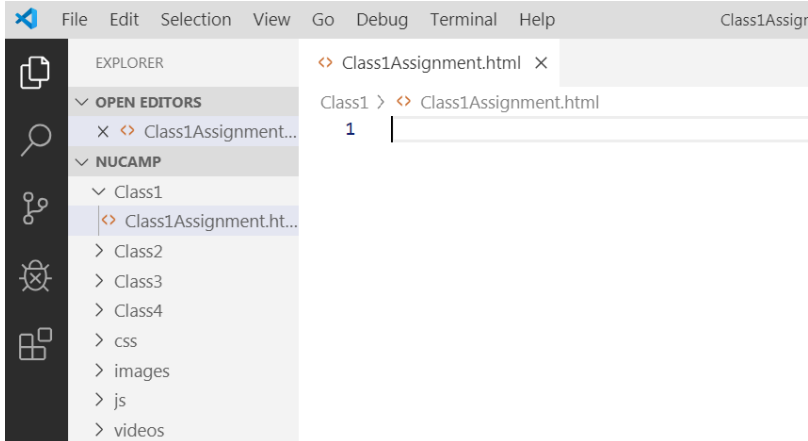 File Edit Selection View Go Debug Terminal Help Class1Assign
EXPLORER
OPEN EDITORS
Class1Assignment...
NUCAMP
Class1
Class1Assignment.ht...
Class2
Class3
Class4
css
images
js
videos
Class1Assignment.html
Class1 > Class1Assignment.html
1